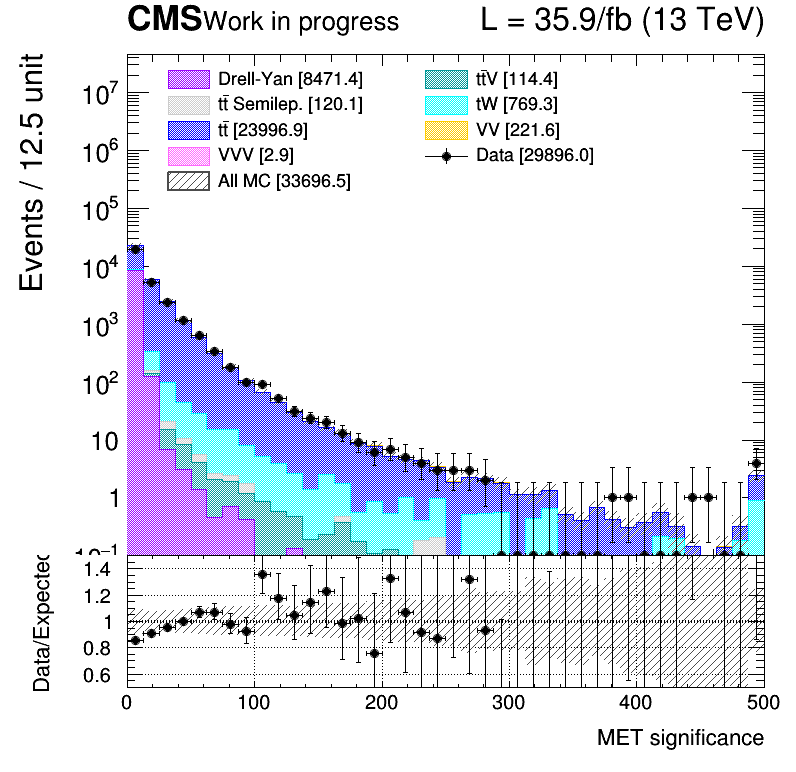 CMS Work in progress L = 35.9/fb (13 TeV)
Drell-Yan [8471.4] tt̄V [114.4]
tt̄ Semilep. [120.1] tW [769.3]
tt̄ [23996.9] VV [221.6]
VVV [2.9] Data [29896.0]
All MC [33696.5]
Events / 12.5 unit
10⁷
10⁶
10⁵
10⁴
10³
10²
10
1
10⁻¹
Data/Expected
1.4
1.2
1
0.8
0.6
0 100 200 300 400 500
MET significance